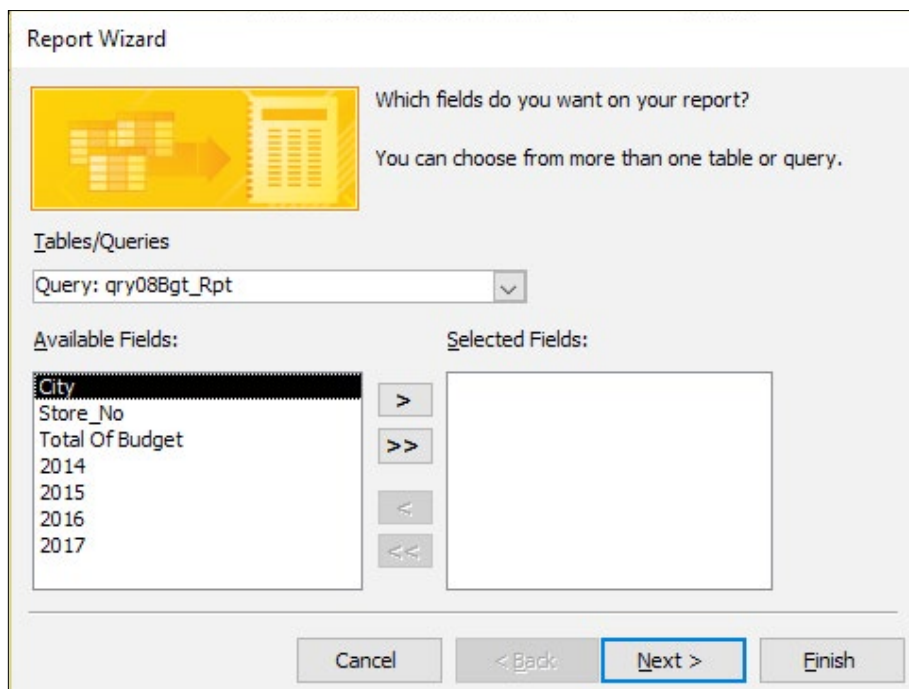 Report Wizard
Which fields do you want on your report?
You can choose from more than one table or query.
Tables/Queries
Query: qry08Bgt_Rpt
Available Fields:
Selected Fields:
City
Store_No
Total Of Budget
2014
2015
2016
2017
>
>>
<
<<
Cancel
< Back
Next >
Finish